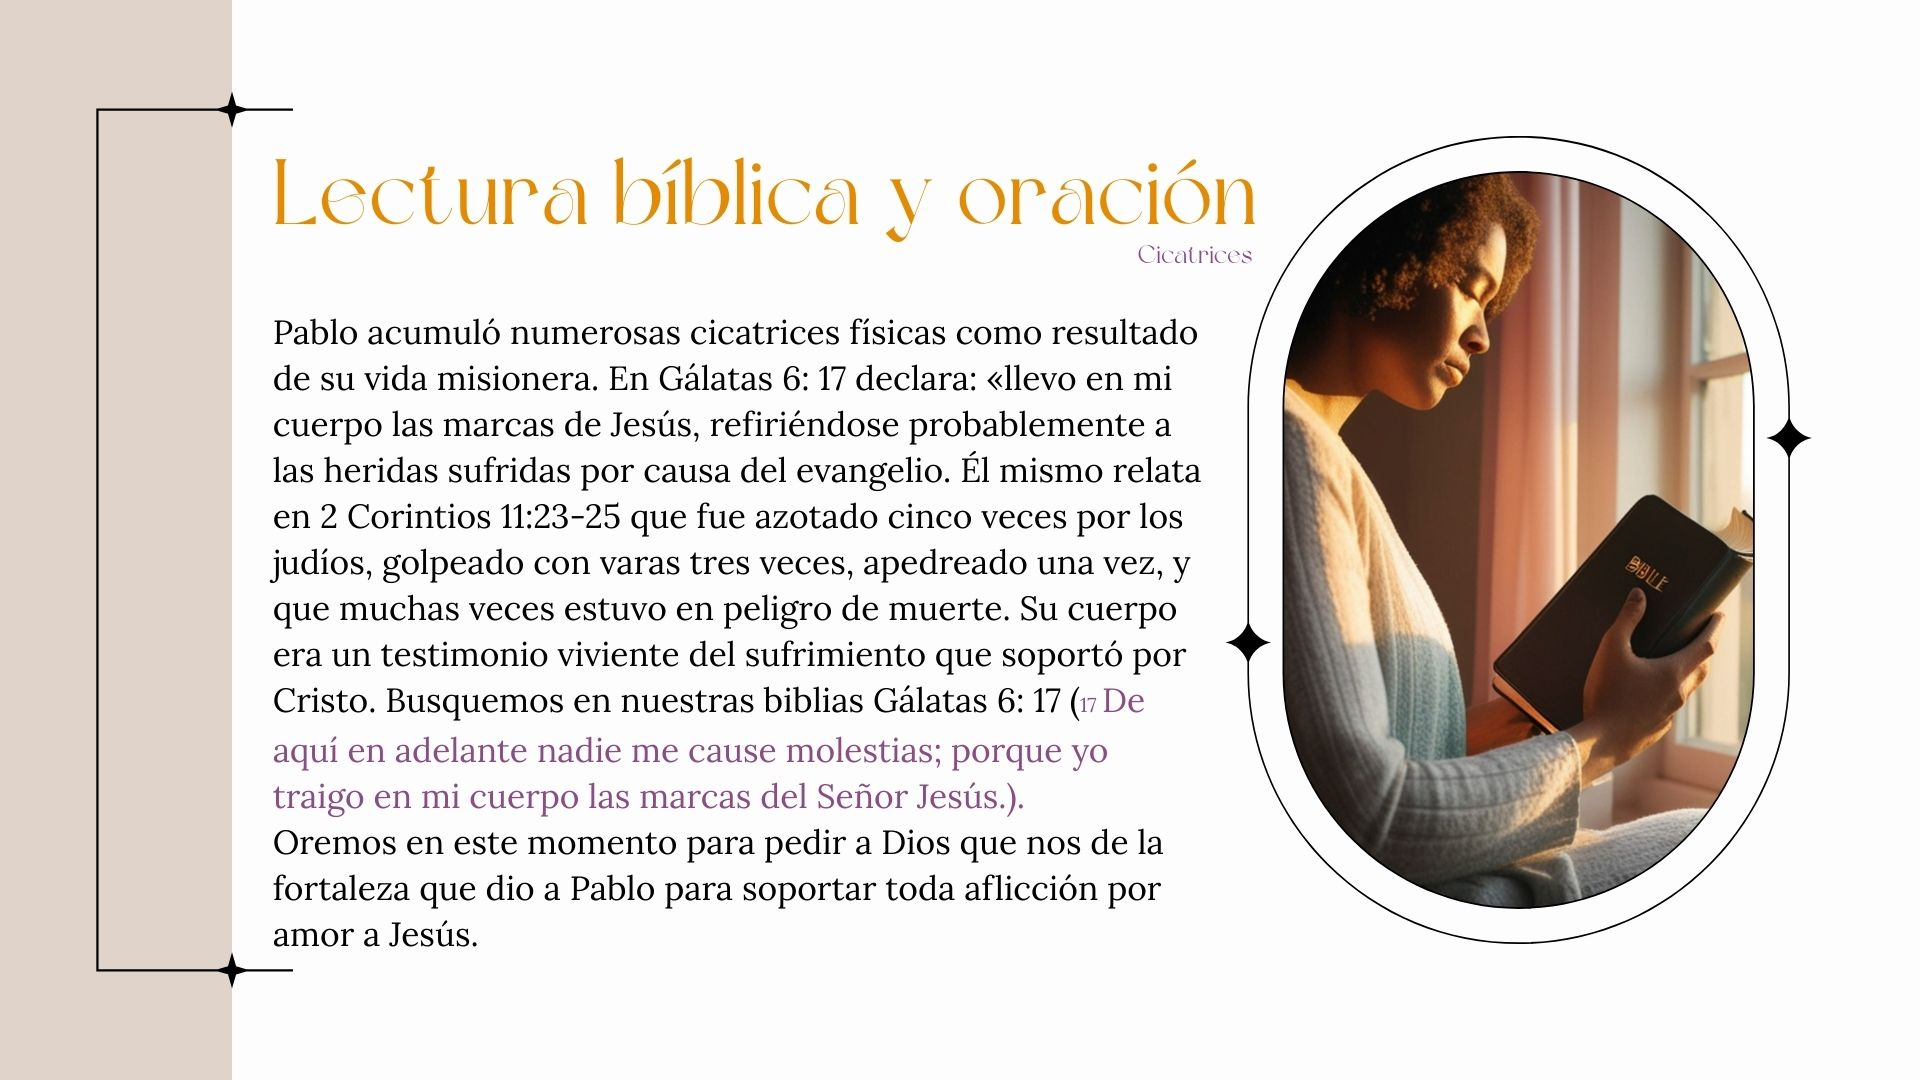 Lectura bíblica y oración
Cicatrices
Pablo acumuló numerosas cicatrices físicas como resultado
de su vida misionera. En Gálatas 6: 17 declara: «llevo en mi
cuerpo las marcas de Jesús, refiriéndose probablemente a
las heridas sufridas por causa del evangelio. Él mismo relata
en 2 Corintios 11:23-25 que fue azotado cinco veces por los
judíos, golpeado con varas tres veces, apedreado una vez, y
que muchas veces estuvo en peligro de muerte. Su cuerpo
era un testimonio viviente del sufrimiento que soportó por
Cristo. Busquemos en nuestras biblias Gálatas 6: 17 (17 De
aquí en adelante nadie me cause molestias; porque yo
traigo en mi cuerpo las marcas del Señor Jesús.).
Oremos en este momento para pedir a Dios que nos de la
fortaleza que dio a Pablo para soportar toda aflicción por
amor a Jesús.
BIBLE